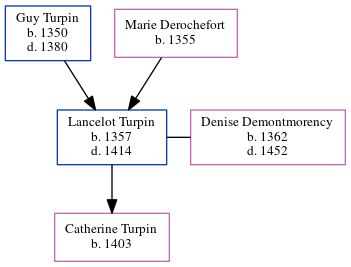 Guy Turpin
b. 1350
d. 1380
Marie Derochefort
b. 1355
Lancelot Turpin
b. 1357
d. 1414
Denise Demontmorency
b. 1362
d. 1452
Catherine Turpin
b. 1403